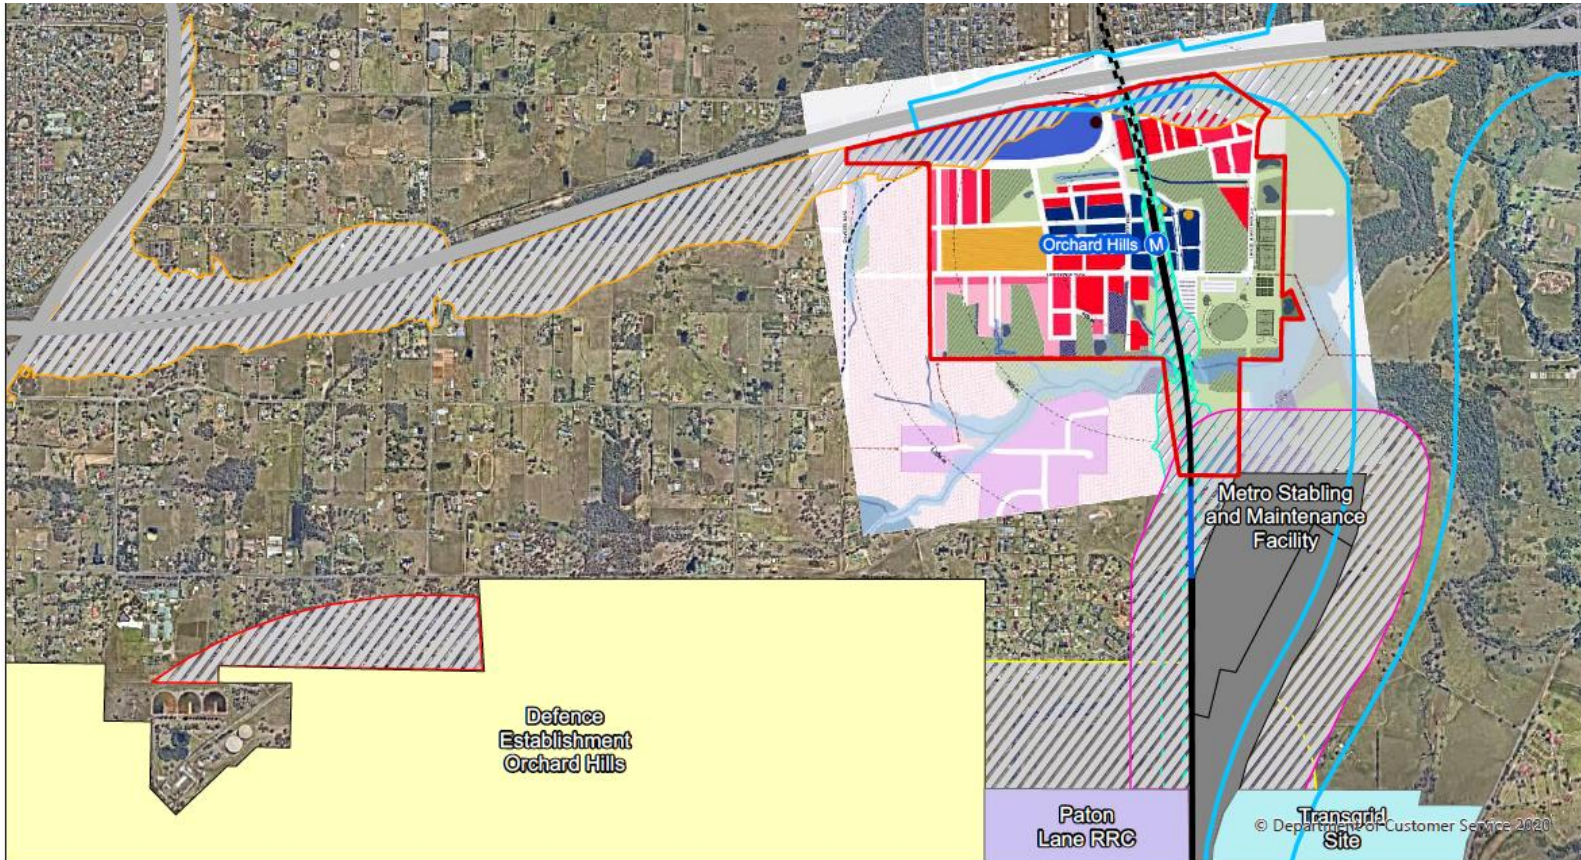 Orchard Hills M
Metro Stabling
and Maintenance
Facility
Defence
Establishment
Orchard Hills
Paton
Lane RRC
Transgrid
Site
© Department of Customer Service 2020